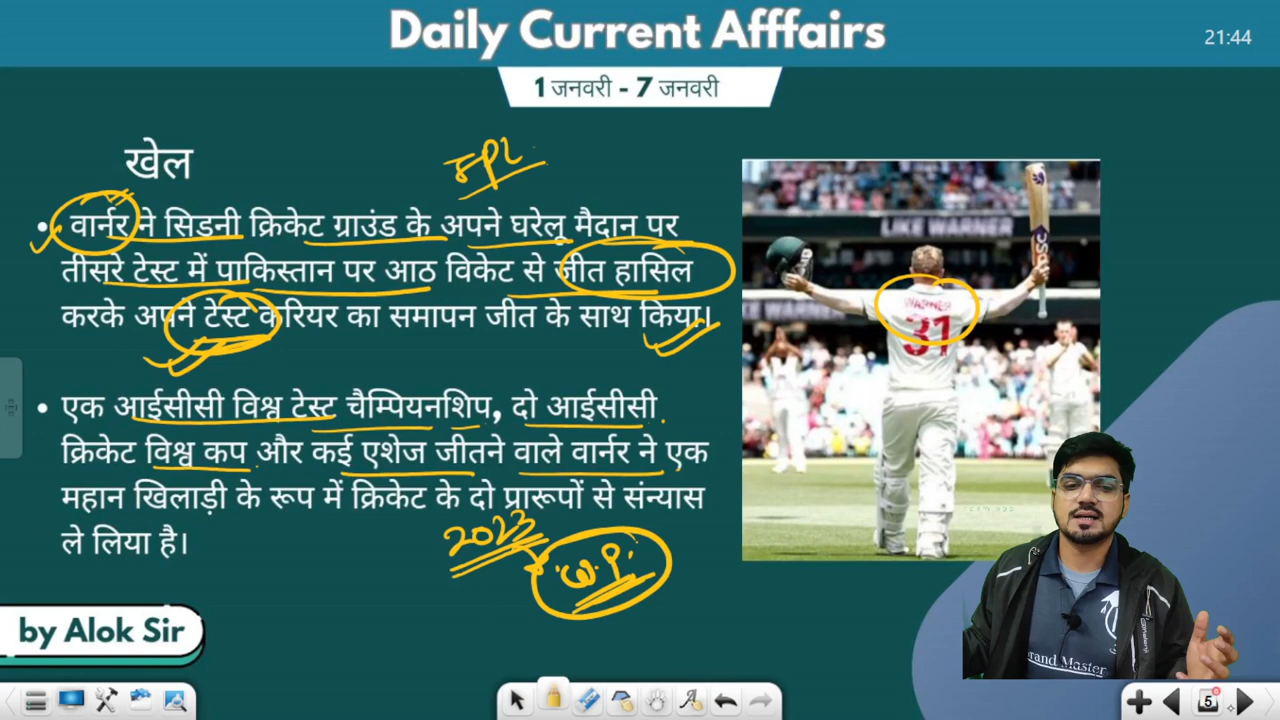 Daily Current Afffairs
21:44
1 जनवरी - 7 जनवरी
खेल
IPL
• वार्नर ने सिडनी क्रिकेट ग्राउंड के अपने घरेलू मैदान पर
तीसरे टेस्ट में पाकिस्तान पर आठ विकेट से जीत हासिल
करके अपने टेस्ट करियर का समापन जीत के साथ किया।
• एक आईसीसी विश्व टेस्ट चैम्पियनशिप, दो आईसीसी
क्रिकेट विश्व कप और कई एशेज जीतने वाले वार्नर ने एक
महान खिलाड़ी के रूप में क्रिकेट के दो प्रारूपों से संन्यास
ले लिया है।
2023
LIKE WARNER
WARNER
31
by Alok Sir
Grand Master
5